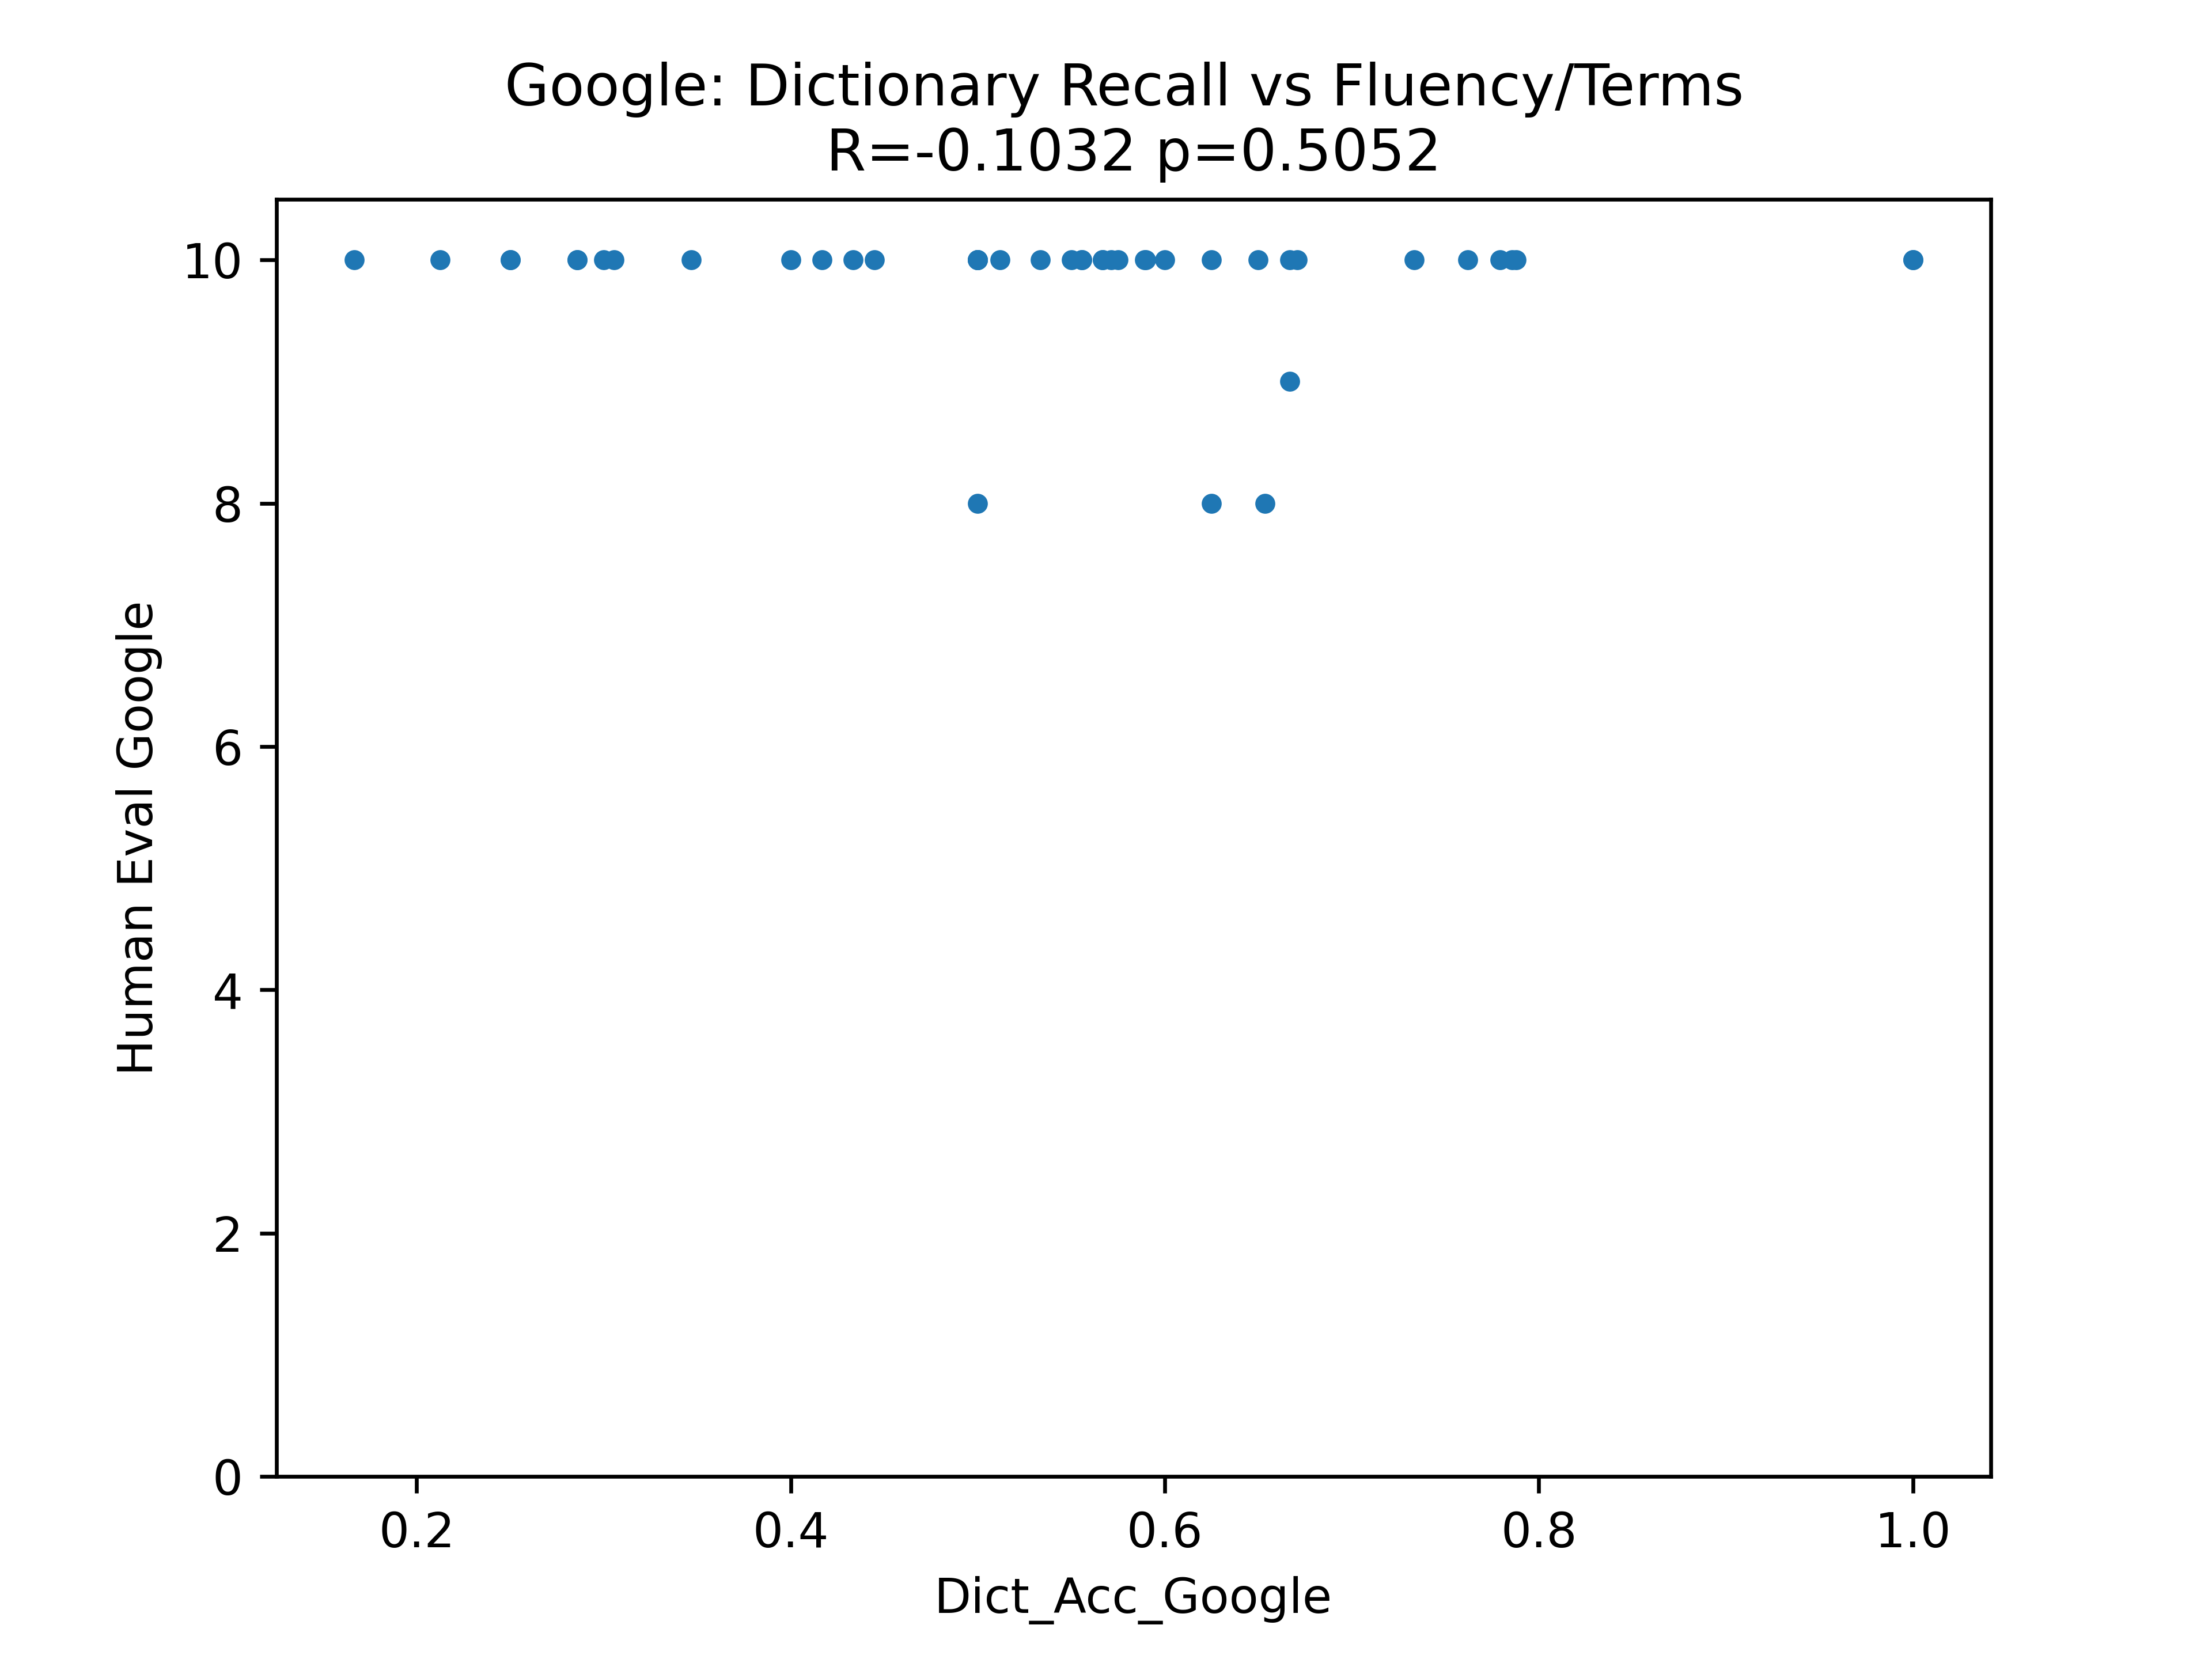 Google: Dictionary Recall vs Fluency/Terms
R=-0.1032 p=0.5052
10
8
6
4
2
0
Human Eval Google
0.2 0.4 0.6 0.8 1.0
Dict_Acc_Google